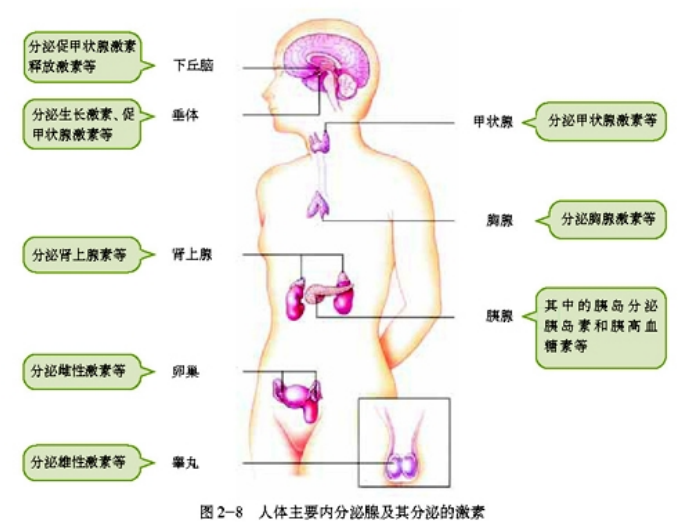 分泌促甲状腺激素
释放激素等
下丘脑
分泌生长激素、促
甲状腺激素等
垂体
甲状腺
分泌甲状腺激素等
胸腺
分泌胸腺激素等
分泌肾上腺素等
肾上腺
胰腺
其中的胰岛分泌
胰岛素和胰高血
糖素等
分泌雌性激素等
卵巢
分泌雄性激素等
睾丸
图2-8 人体主要内分泌腺及其分泌的激素